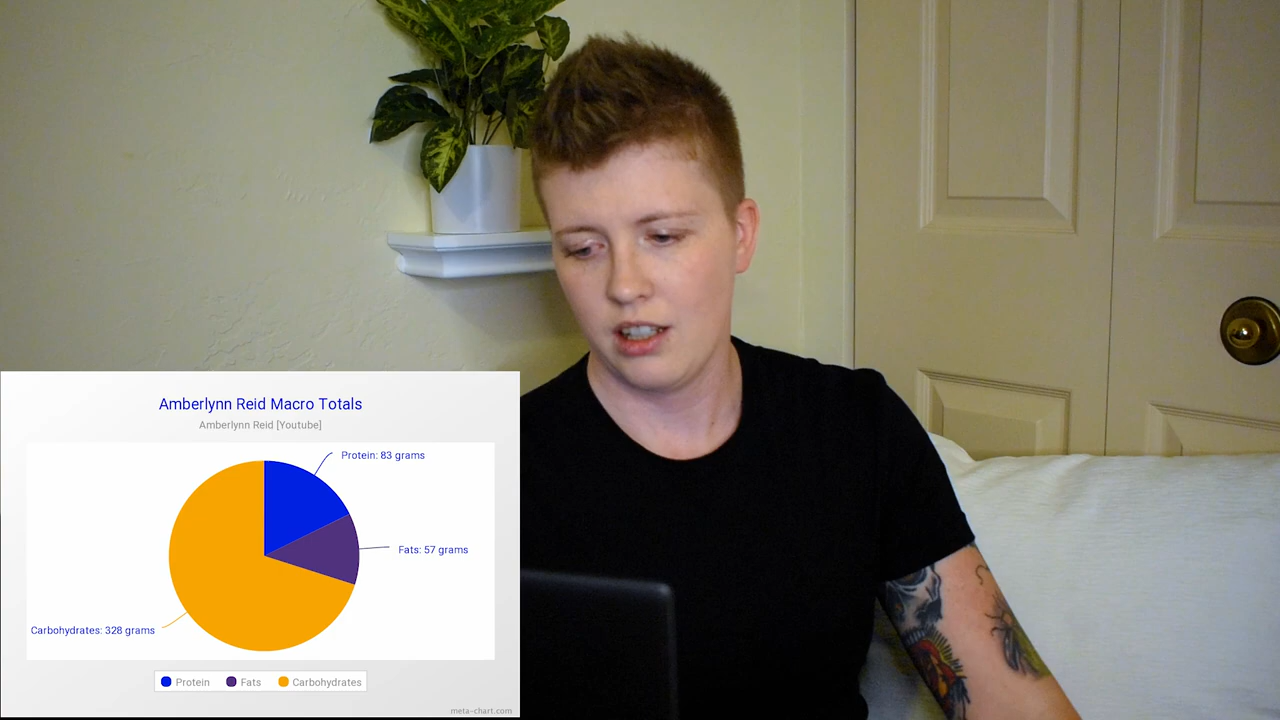 Amberlynn Reid Macro Totals
Amberlynn Reid [Youtube]
Protein: 83 grams
Fats: 57 grams
Carbohydrates: 328 grams
Protein Fats Carbohydrates
meta-chart.com